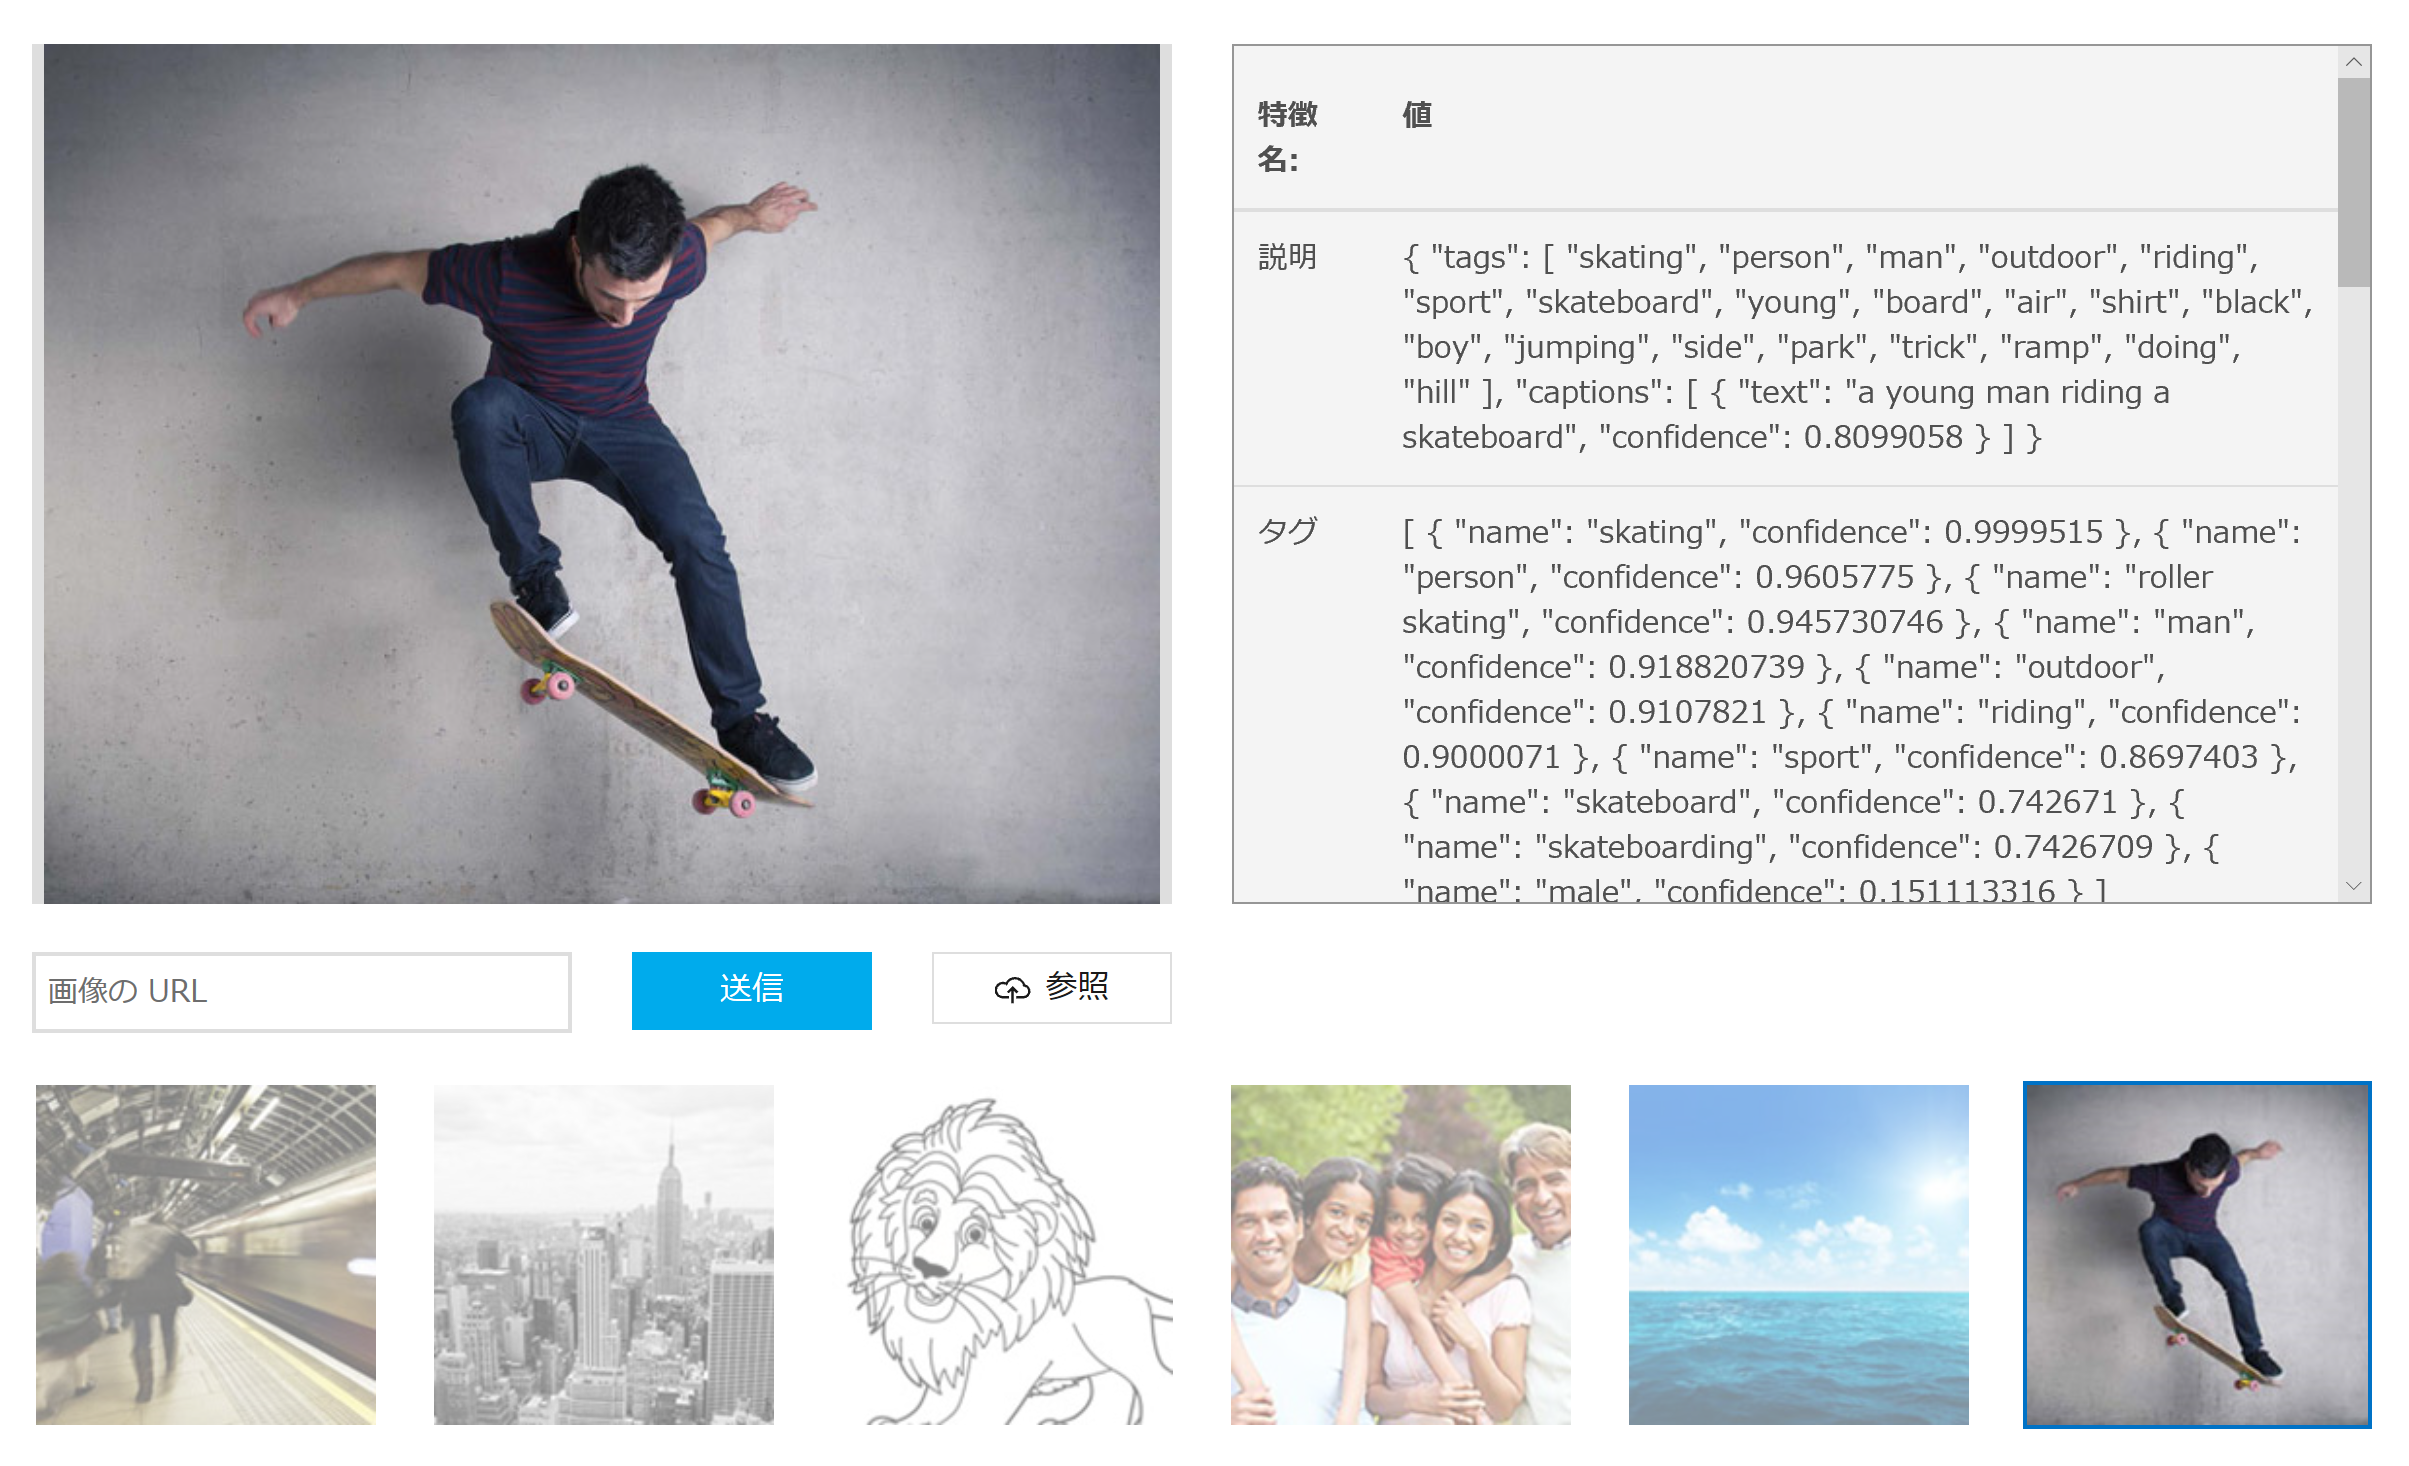 特徴
名:
値
説明
{ "tags": [ "skating", "person", "man", "outdoor", "riding",
"sport", "skateboard", "young", "board", "air", "shirt", "black",
"boy", "jumping", "side", "park", "trick", "ramp", "doing",
"hill" ], "captions": [ { "text": "a young man riding a
skateboard", "confidence": 0.8099058 } ] }
タグ
[ { "name": "skating", "confidence": 0.9999515 }, { "name":
"person", "confidence": 0.9605775 }, { "name": "roller
skating", "confidence": 0.945730746 }, { "name": "man",
"confidence": 0.918820739 }, { "name": "outdoor",
"confidence": 0.9107821 }, { "name": "riding", "confidence":
0.9000071 }, { "name": "sport", "confidence": 0.8697403 },
{ "name": "skateboard", "confidence": 0.742671 }, {
"name": "skateboarding", "confidence": 0.7426709 }, {
"name": "male", "confidence": 0.151113316 } ]
画像の URL
送信
参照